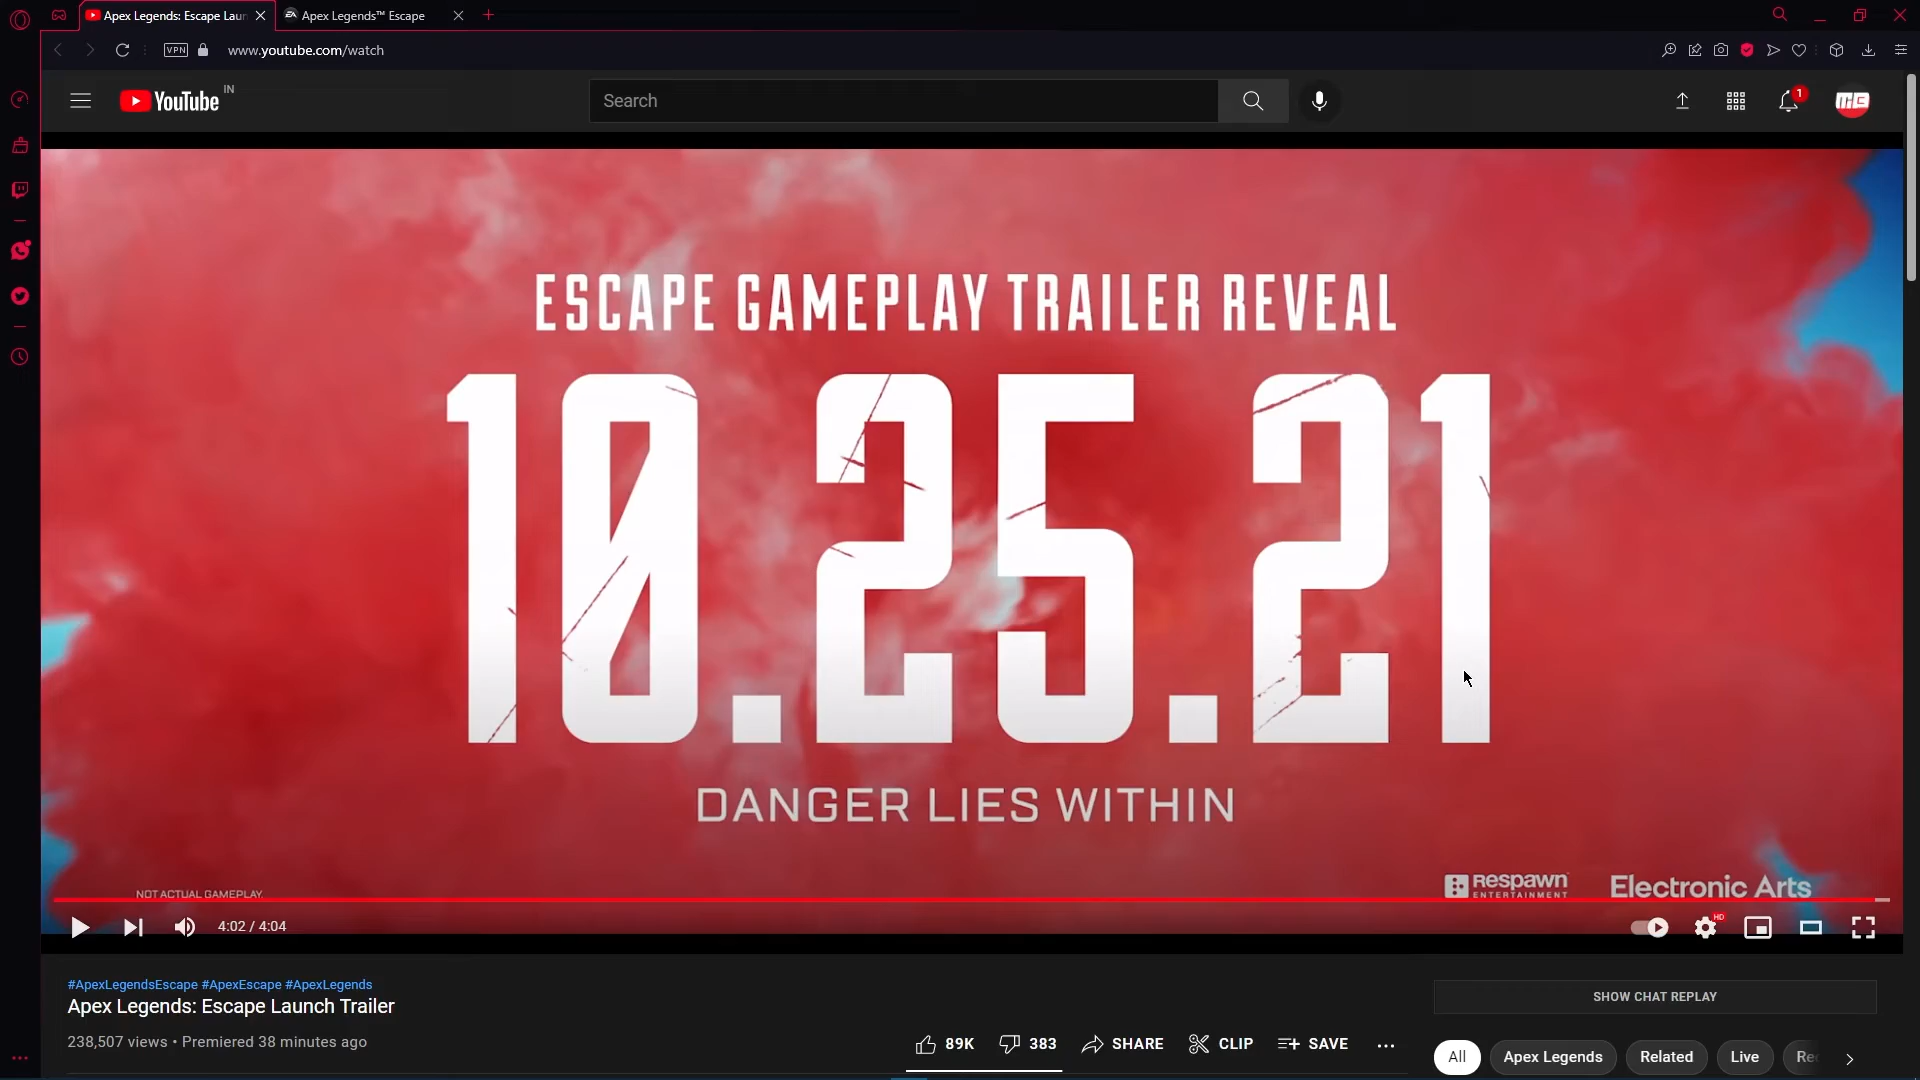 Apex Legends: Escape Laun
Apex Legends™ Escape
VPN
www.youtube.com/watch
YouTube IN
Search
1
ESCAPE GAMEPLAY TRAILER REVEAL
10.25.21
DANGER LIES WITHIN
NOT ACTUAL GAMEPLAY.
Respawn ENTERTAINMENT
Electronic Arts
4:02 / 4:04
HD
#ApexLegendsEscape #ApexEscape #ApexLegends
Apex Legends: Escape Launch Trailer
238,507 views • Premiered 38 minutes ago
89K 383 SHARE CLIP SAVE
SHOW CHAT REPLAY
All Apex Legends Related Live Rec